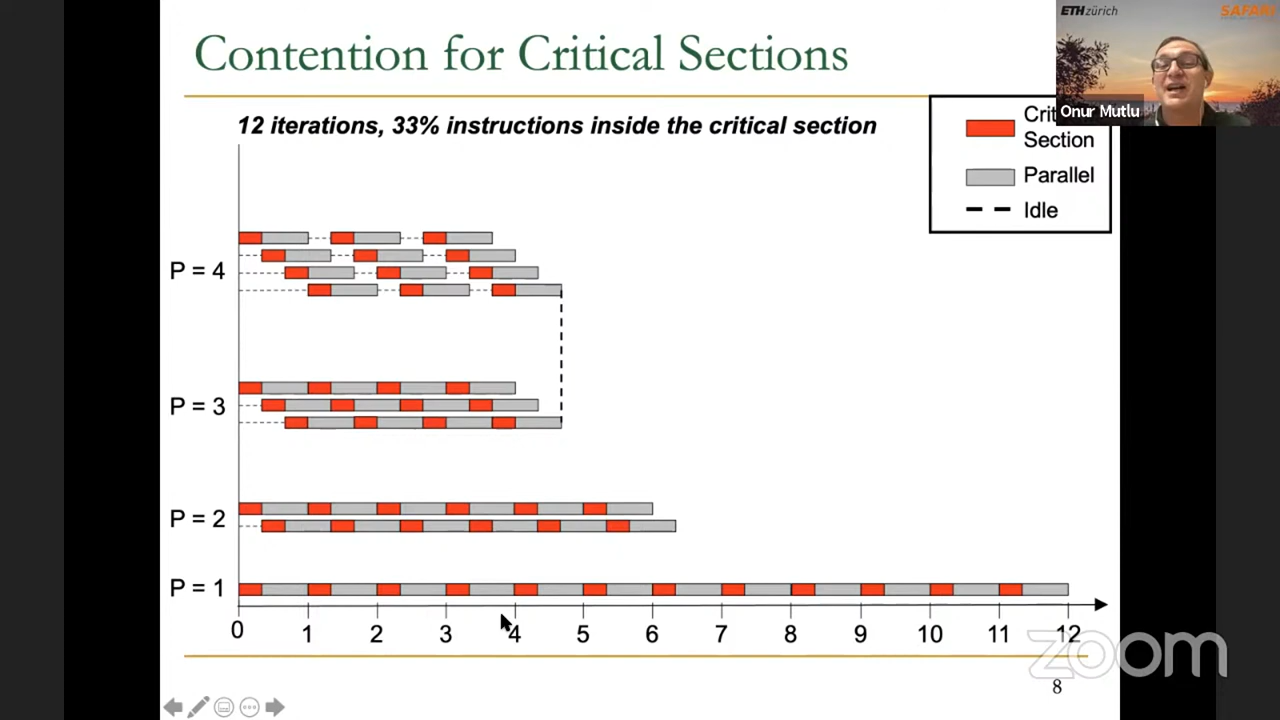 Contention for Critical Sections
ETH zürich
SAFARI
Onur Mutlu
12 iterations, 33% instructions inside the critical section
Section
Parallel
Idle
P = 4
P = 3
P = 2
P = 1
0 1 2 3 4 5 6 7 8 9 10 11 12
zoom
8